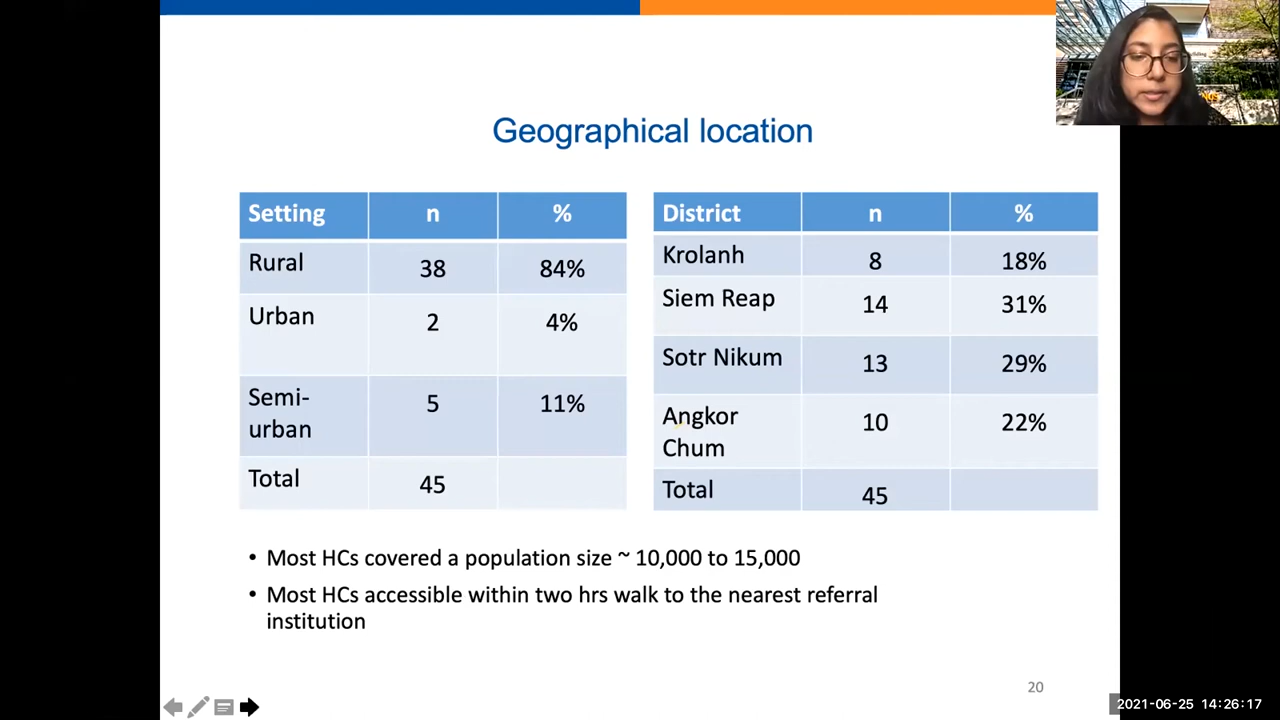 Geographical location
Setting n %
Rural 38 84%
Urban 2 4%
Semi-
urban 5 11%
Total 45
District n %
Krolanh 8 18%
Siem Reap 14 31%
Sotr Nikum 13 29%
Angkor
Chum 10 22%
Total 45
• Most HCs covered a population size ~ 10,000 to 15,000
• Most HCs accessible within two hrs walk to the nearest referral
institution
20
2021-06-25 14:26:17